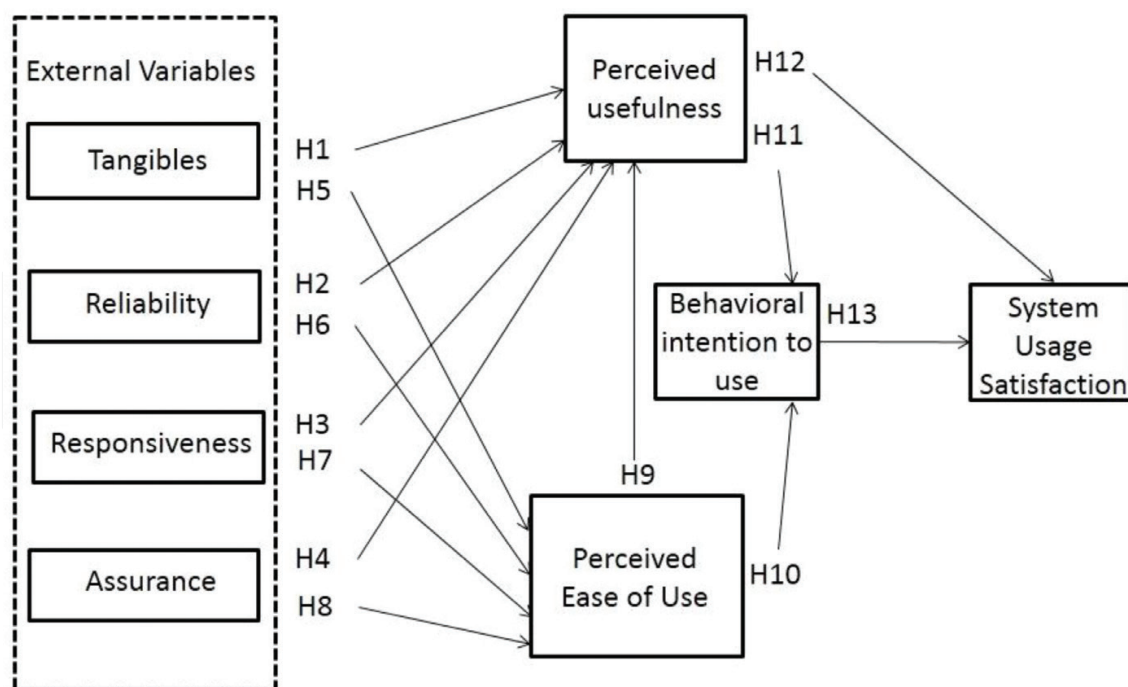 External Variables
Tangibles
Reliability
Responsiveness
Assurance
H1
H5
H2
H6
H3
H7
H4
H8
Perceived
usefulness
H12
H11
Behavioral
intention to
use
H13
System
Usage
Satisfaction
H9
Perceived
Ease of Use
H10